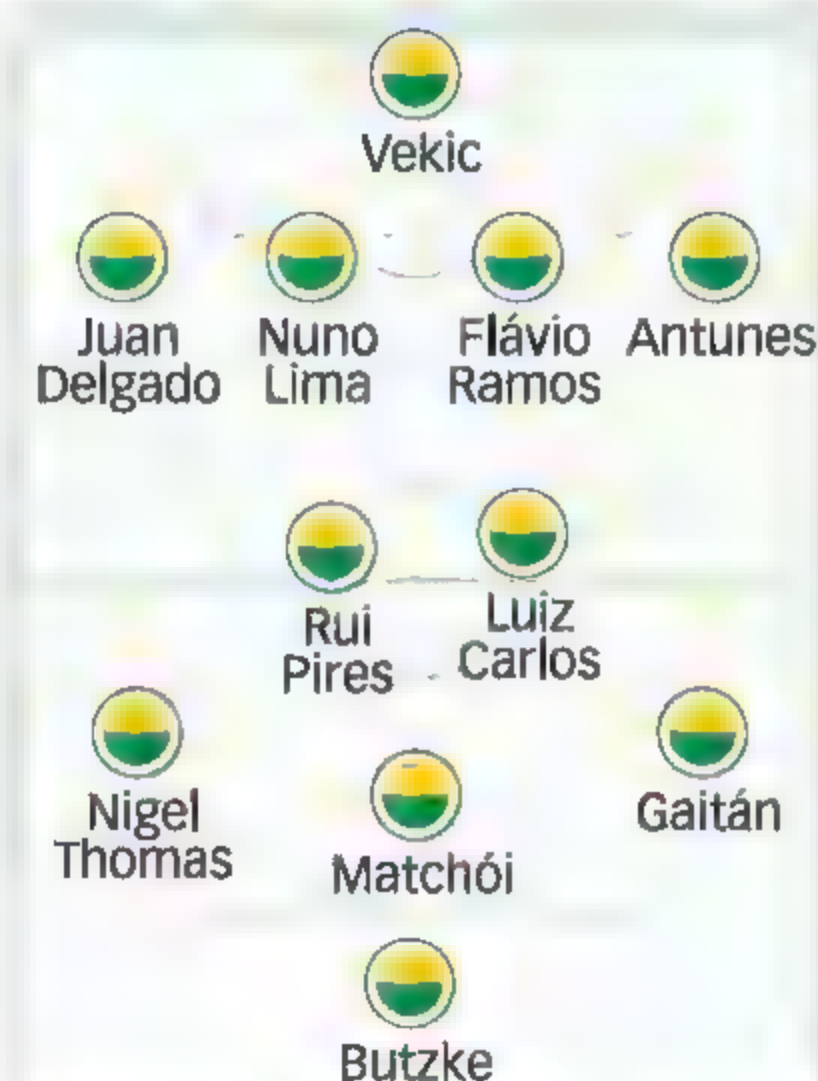 Vekic
Juan
Delgado
Nuno
Lima
Flávio
Ramos
Antunes
Rui
Pires
Luiz
Carlos
Nigel
Thomas
Matchói
Gaitán
Butzke